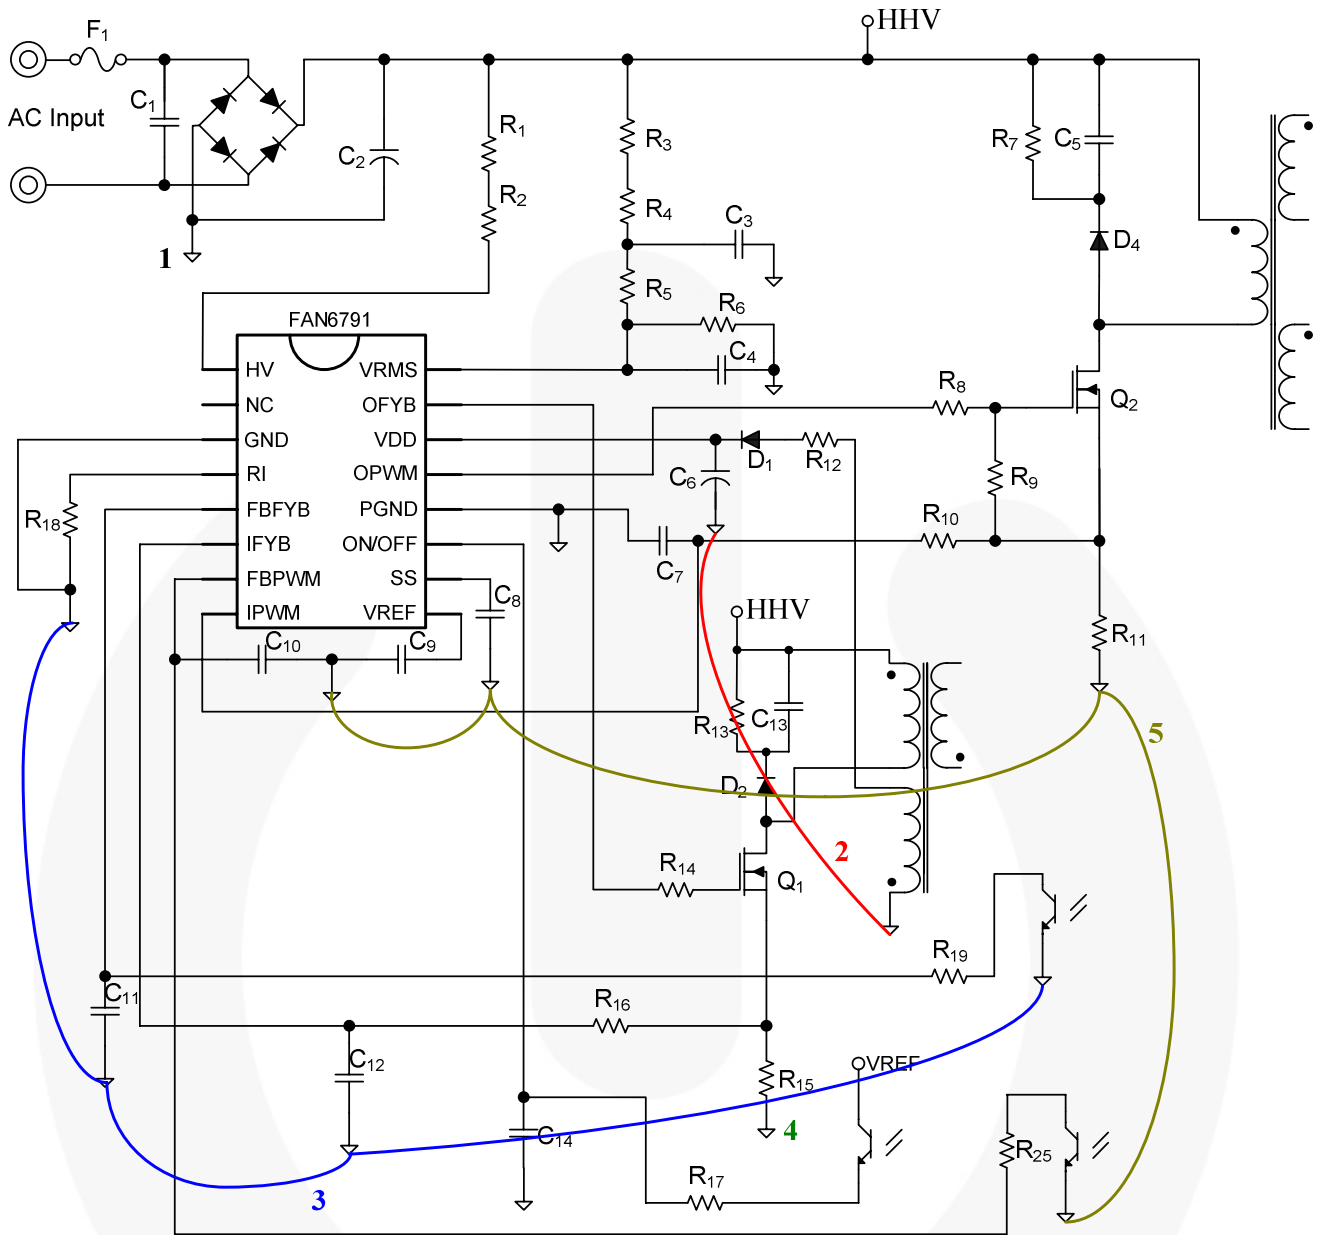 HHV
F1
AC Input
C1
C2
R1
R2
R3
R4
R5
C3
R6
C4
R7
C5
D4
1
FAN6791
HV
NC
GND
RI
FBFYB
IFYB
FBPWM
IPWM
VRMS
OFYB
VDD
OPWM
PGND
ON/OFF
SS
VREF
R8
Q2
D1
R12
C6
R9
R10
R18
C7
C8
HHV
C10
C9
R11
R13
C13
5
D2
2
R14
Q1
R19
C11
R16
C12
R15
VREF
C14
4
R25
R17
3